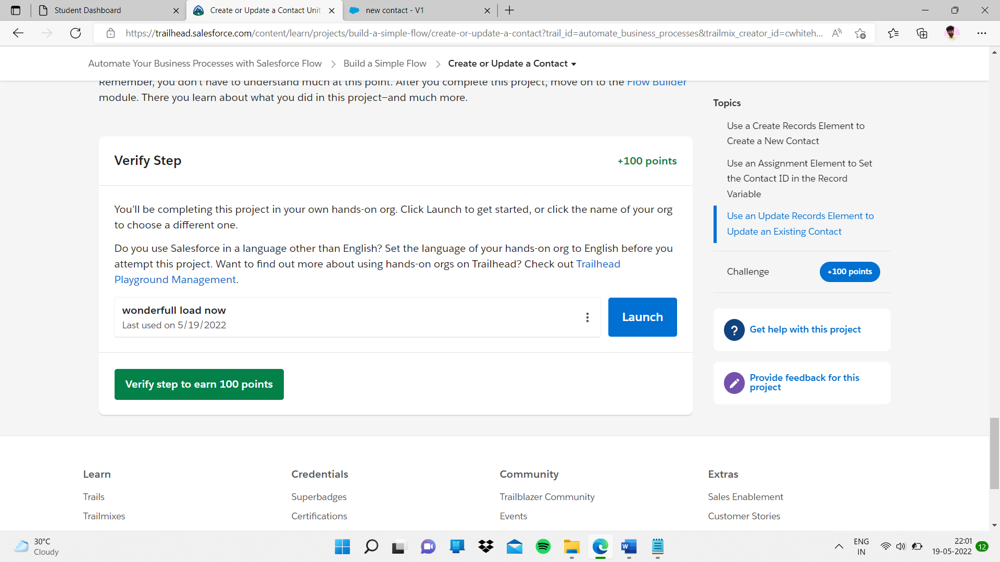 Student Dashboard
Create or Update a Contact Unit
new contact - V1
https://trailhead.salesforce.com/content/learn/projects/build-a-simple-flow/create-or-update-a-contact?trail_id=automate_business_processes&trailmix_creator_id=cwhiteh...
Automate Your Business Processes with Salesforce Flow
Build a Simple Flow
Create or Update a Contact
Remember, you don't have to understand much at this point. After you complete this project, move on to the Flow Builder
module. There you learn about what you did in this project—and much more.
Verify Step
+100 points
You’ll be completing this project in your own hands-on org. Click Launch to get started, or click the name of your org
to choose a different one.
Do you use Salesforce in a language other than English? Set the language of your hands-on org to English before you
attempt this project. Want to find out more about using hands-on orgs on Trailhead? Check out Trailhead
Playground Management.
wonderfull load now
Last used on 5/19/2022
Launch
Verify step to earn 100 points
Topics
Use a Create Records Element to
Create a New Contact
Use an Assignment Element to Set
the Contact ID in the Record
Variable
Use an Update Records Element to
Update an Existing Contact
Challenge
+100 points
?
Get help with this project
Provide feedback for this
project
Learn
Trails
Trailmixes
Credentials
Superbadges
Certifications
Community
Trailblazer Community
Events
Extras
Sales Enablement
Customer Stories
30°C
Cloudy
W
ENG
IN
22:01
19-05-2022
12